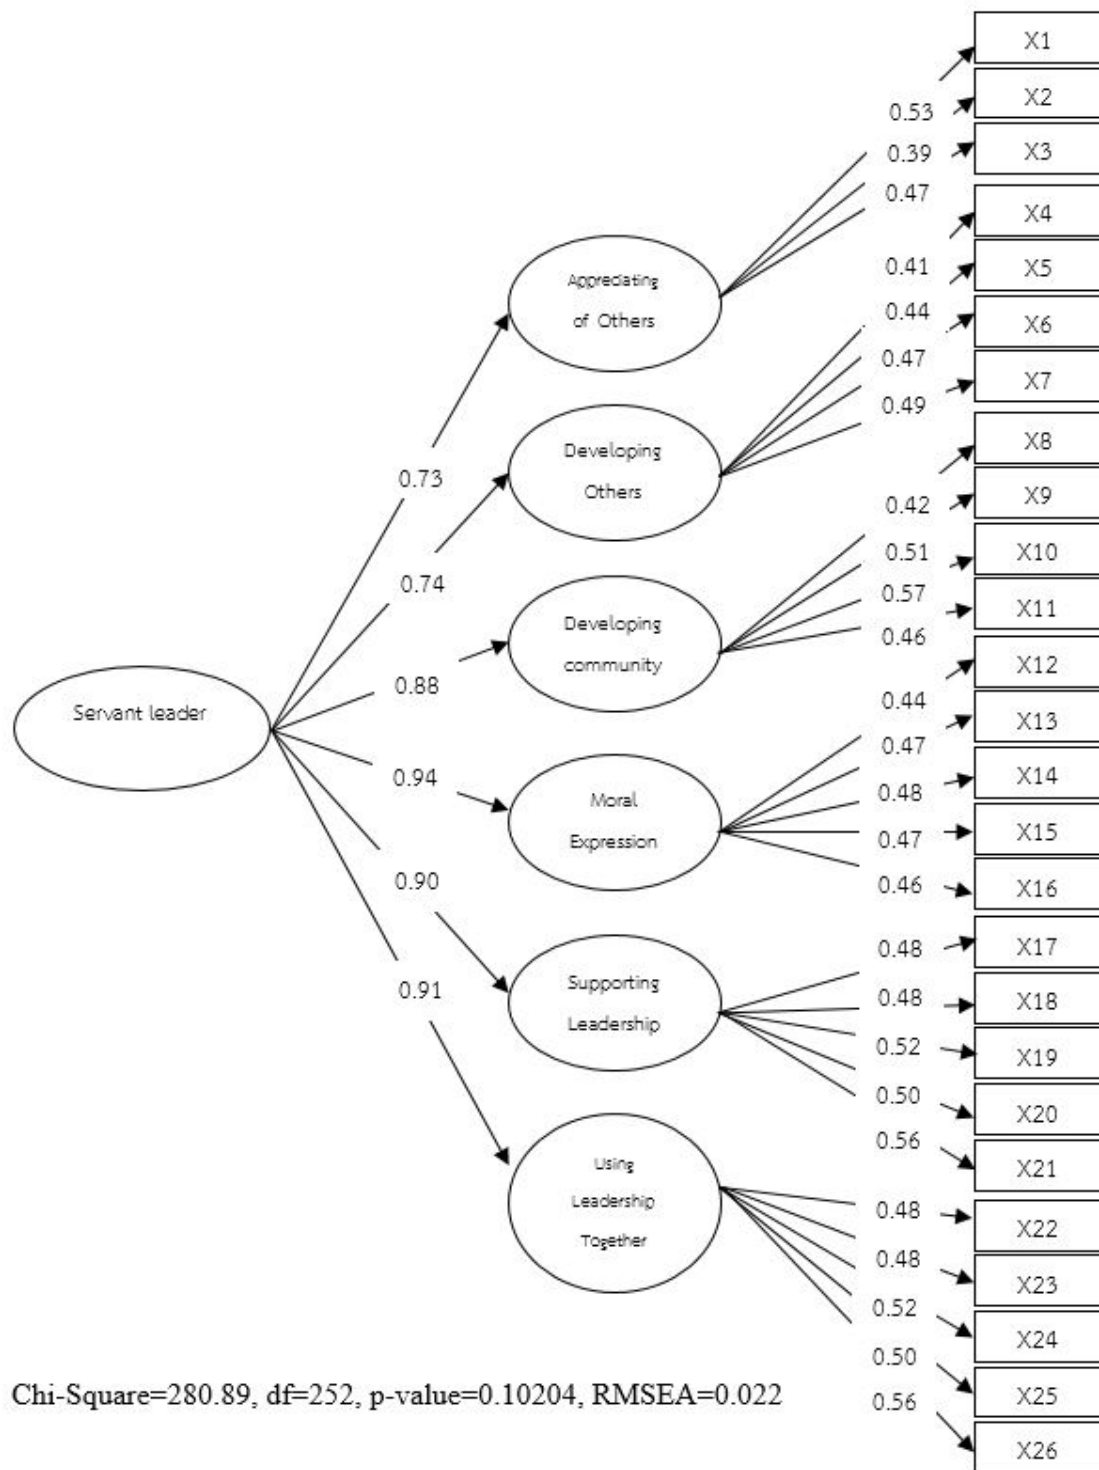 X1
X2
X3
X4
X5
X6
X7
X8
X9
X10
X11
X12
X13
X14
X15
X16
X17
X18
X19
X20
X21
X22
X23
X24
X25
X26
0.53
0.39
0.47
0.41
0.44
0.47
0.49
0.42
0.51
0.57
0.46
0.44
0.47
0.48
0.47
0.46
0.48
0.48
0.52
0.50
0.56
0.48
0.48
0.52
0.50
0.56
Appreciating
of Others
Developing
Others
Developing
community
Moral
Expression
Supporting
Leadership
Using
Leadership
Together
0.73
0.74
0.88
0.94
0.90
0.91
Servant leader
Chi-Square=280.89, df=252, p-value=0.10204, RMSEA=0.022